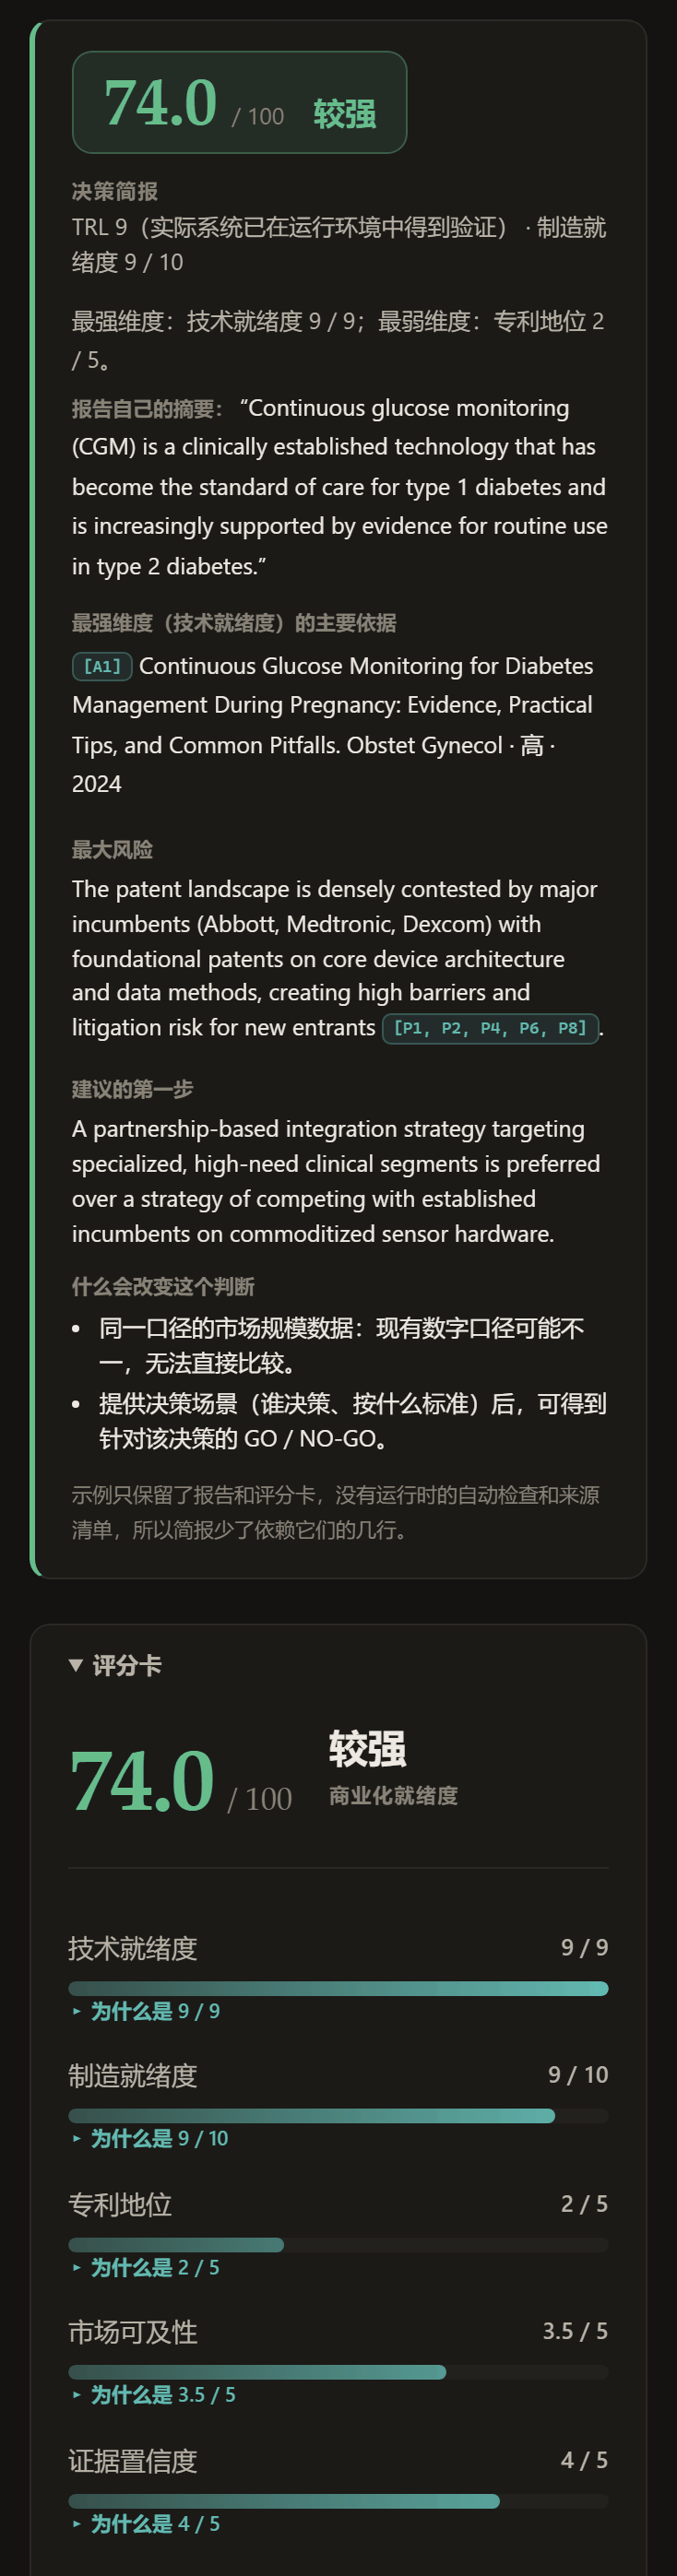 74.0 / 100 较强
决策简报
TRL 9（实际系统已在运行环境中得到验证） · 制造就
绪度 9 / 10
最强维度：技术就绪度 9 / 9；最弱维度：专利地位 2
/ 5。
报告自己的摘要： “Continuous glucose monitoring
(CGM) is a clinically established technology that has
become the standard of care for type 1 diabetes and
is increasingly supported by evidence for routine use
in type 2 diabetes.”
最强维度（技术就绪度）的主要依据
[A1] Continuous Glucose Monitoring for Diabetes
Management During Pregnancy: Evidence, Practical
Tips, and Common Pitfalls. Obstet Gynecol · 高 ·
2024
最大风险
The patent landscape is densely contested by major
incumbents (Abbott, Medtronic, Dexcom) with
foundational patents on core device architecture
and data methods, creating high barriers and
litigation risk for new entrants [P1, P2, P4, P6, P8].
建议的第一步
A partnership-based integration strategy targeting
specialized, high-need clinical segments is preferred
over a strategy of competing with established
incumbents on commoditized sensor hardware.
什么会改变这个判断
• 同一口径的市场规模数据：现有数字口径可能不
一，无法直接比较。
• 提供决策场景（谁决策、按什么标准）后，可得到
针对该决策的 GO / NO-GO。
示例只保留了报告和评分卡，没有运行时的自动检查和来源
清单，所以简报少了依赖它们的几行。
▼ 评分卡
74.0 / 100 较强
商业化就绪度
技术就绪度 9 / 9
▸ 为什么是 9 / 9
制造就绪度 9 / 10
▸ 为什么是 9 / 10
专利地位 2 / 5
▸ 为什么是 2 / 5
市场可及性 3.5 / 5
▸ 为什么是 3.5 / 5
证据置信度 4 / 5
▸ 为什么是 4 / 5